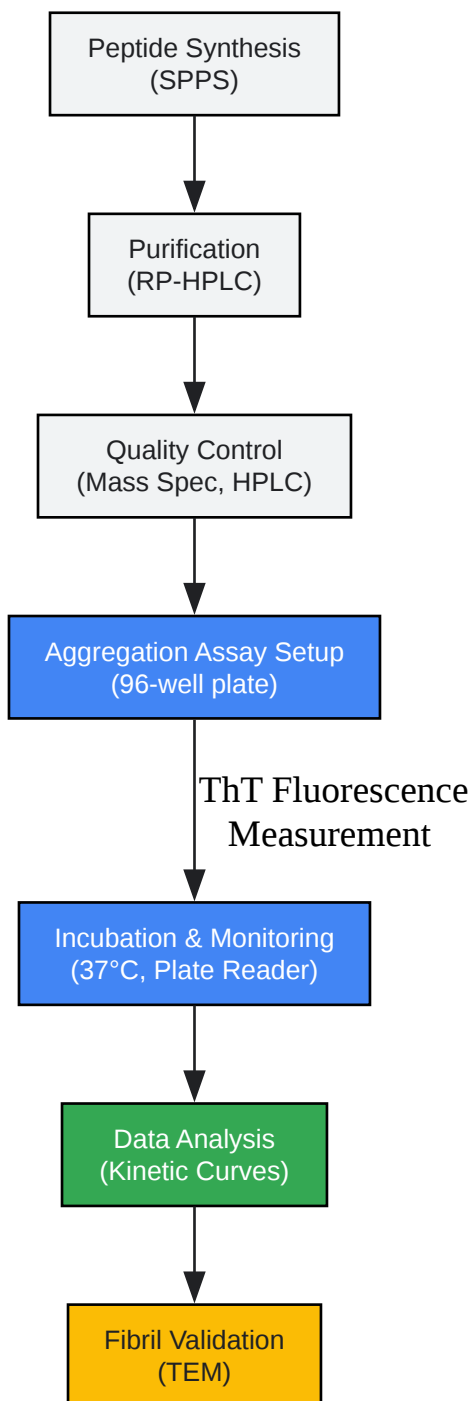 Peptide Synthesis
(SPPS)
Purification
(RP-HPLC)
Quality Control
(Mass Spec, HPLC)
Aggregation Assay Setup
(96-well plate)
ThT Fluorescence
Measurement
Incubation & Monitoring
(37°C, Plate Reader)
Data Analysis
(Kinetic Curves)
Fibril Validation
(TEM)